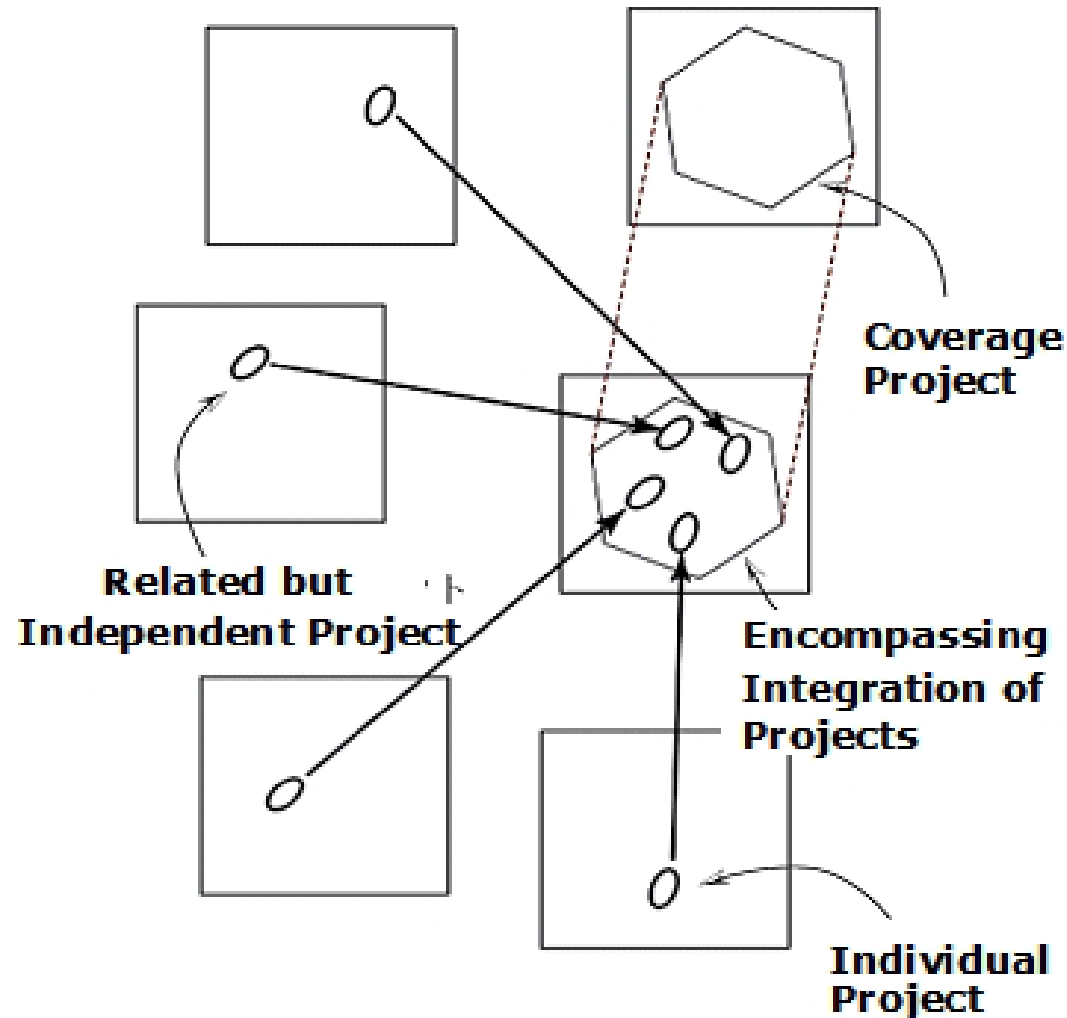 Coverage
Project
Related but
Independent Project
Encompassing
Integration of
Projects
Individual
Project